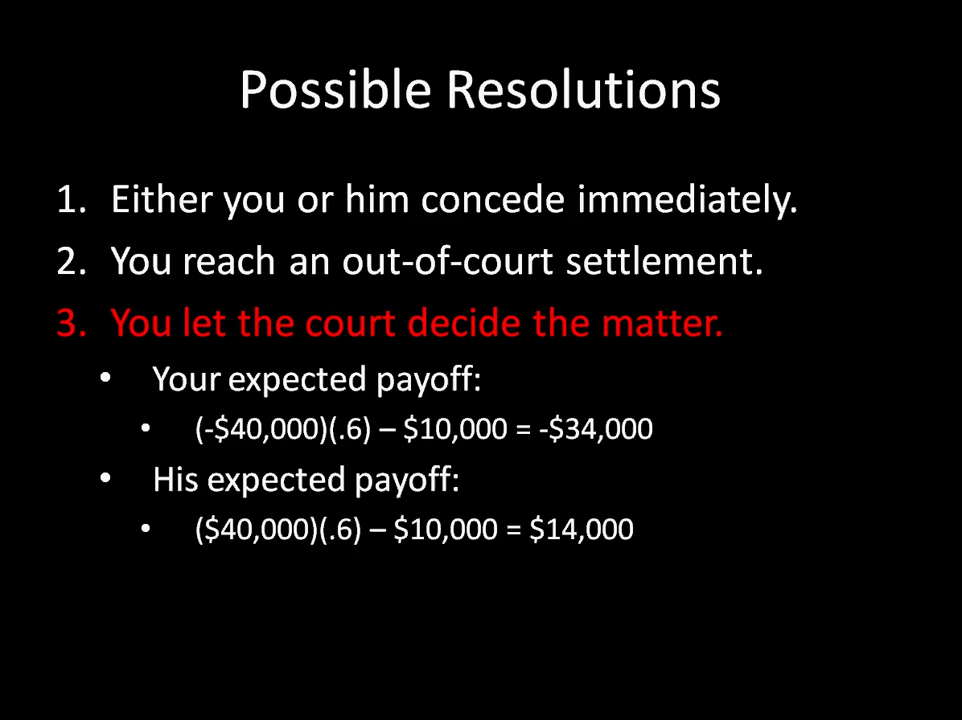 Possible Resolutions
1. Either you or him concede immediately.
2. You reach an out-of-court settlement.
3. You let the court decide the matter.
• Your expected payoff:
• (-$40,000)(.6) – $10,000 = -$34,000
• His expected payoff:
• ($40,000)(.6) – $10,000 = $14,000